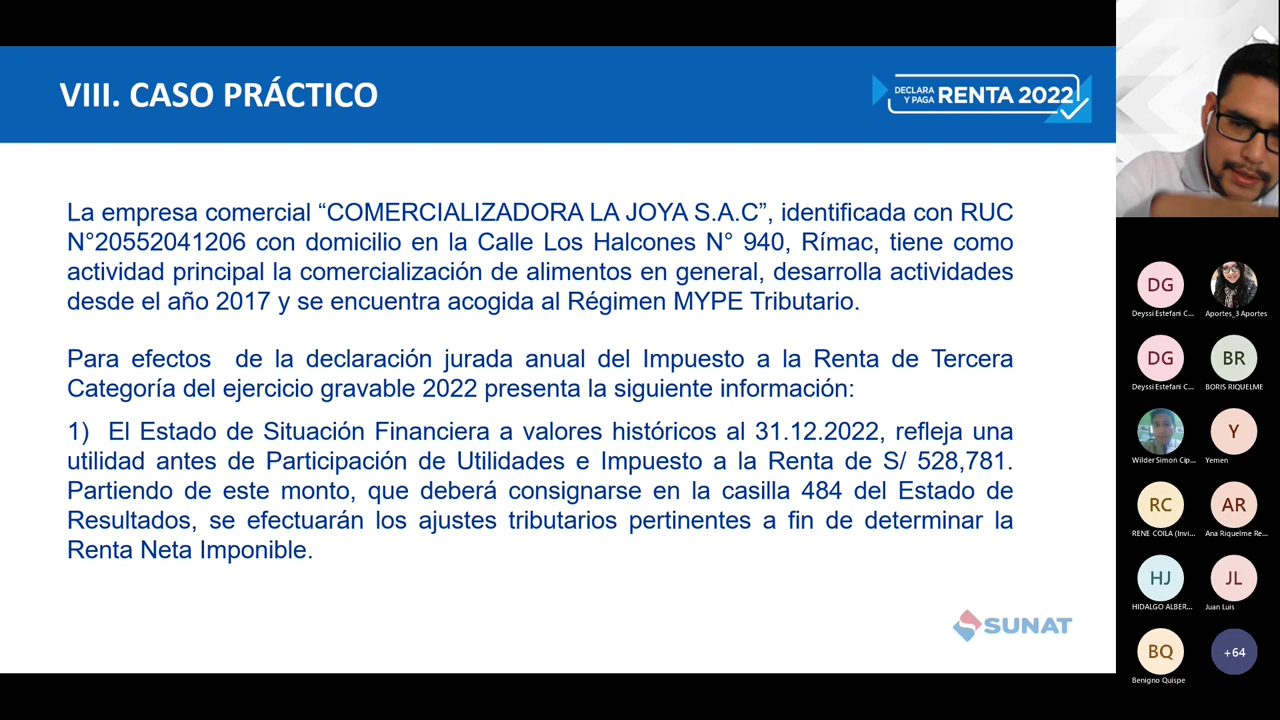 VIII. CASO PRÁCTICO
DECLARA
Y PAGA RENTA 2022
La empresa comercial “COMERCIALIZADORA LA JOYA S.A.C”, identificada con RUC
N°20552041206 con domicilio en la Calle Los Halcones N° 940, Rímac, tiene como
actividad principal la comercialización de alimentos en general, desarrolla actividades
desde el año 2017 y se encuentra acogida al Régimen MYPE Tributario.
Para efectos de la declaración jurada anual del Impuesto a la Renta de Tercera
Categoría del ejercicio gravable 2022 presenta la siguiente información:
1) El Estado de Situación Financiera a valores históricos al 31.12.2022, refleja una
utilidad antes de Participación de Utilidades e Impuesto a la Renta de S/ 528,781.
Partiendo de este monto, que deberá consignarse en la casilla 484 del Estado de
Resultados, se efectuarán los ajustes tributarios pertinentes a fin de determinar la
Renta Neta Imponible.
SUNAT
DG
Deyssi Estefani C...
Aportes_3 Aportes
DG
BR
Deyssi Estefani C...
BORIS RIQUELME
Y
Wilder Simon Cip...
Yemen
RC
AR
RENE COILA (Invi...
Ana Riquelme Re...
HJ
JL
HIDALGO ALBER...
Juan Luis
BQ
+64
Benigno Quispe